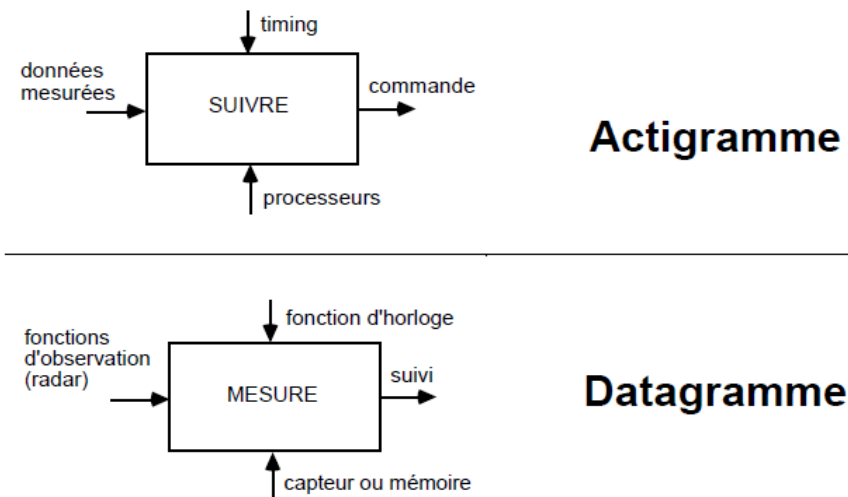 timing
données
mesurées
SUIVRE
commande
Actigramme
processeurs
fonction d'horloge
fonctions
d'observation
(radar)
MESURE
suivi
Datagramme
capteur ou mémoire